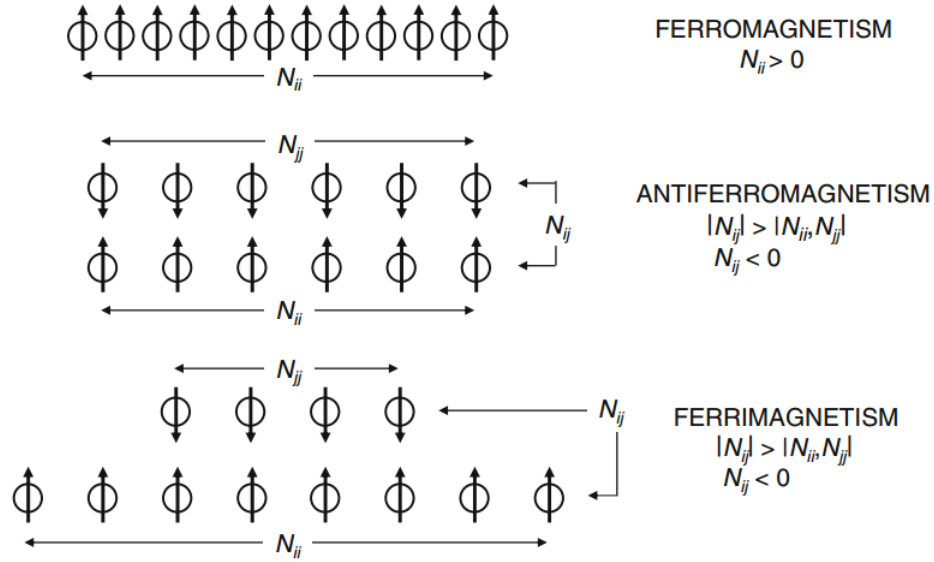 FERROMAGNETISM
N_ii > 0
N_ii
N_jj
ANTIFERROMAGNETISM
|N_ij| > |N_ii, N_jj|
N_ij < 0
N_ij
N_ii
N_jj
N_ij
FERRIMAGNETISM
|N_ij| > |N_ii, N_jj|
N_ij < 0
N_ii